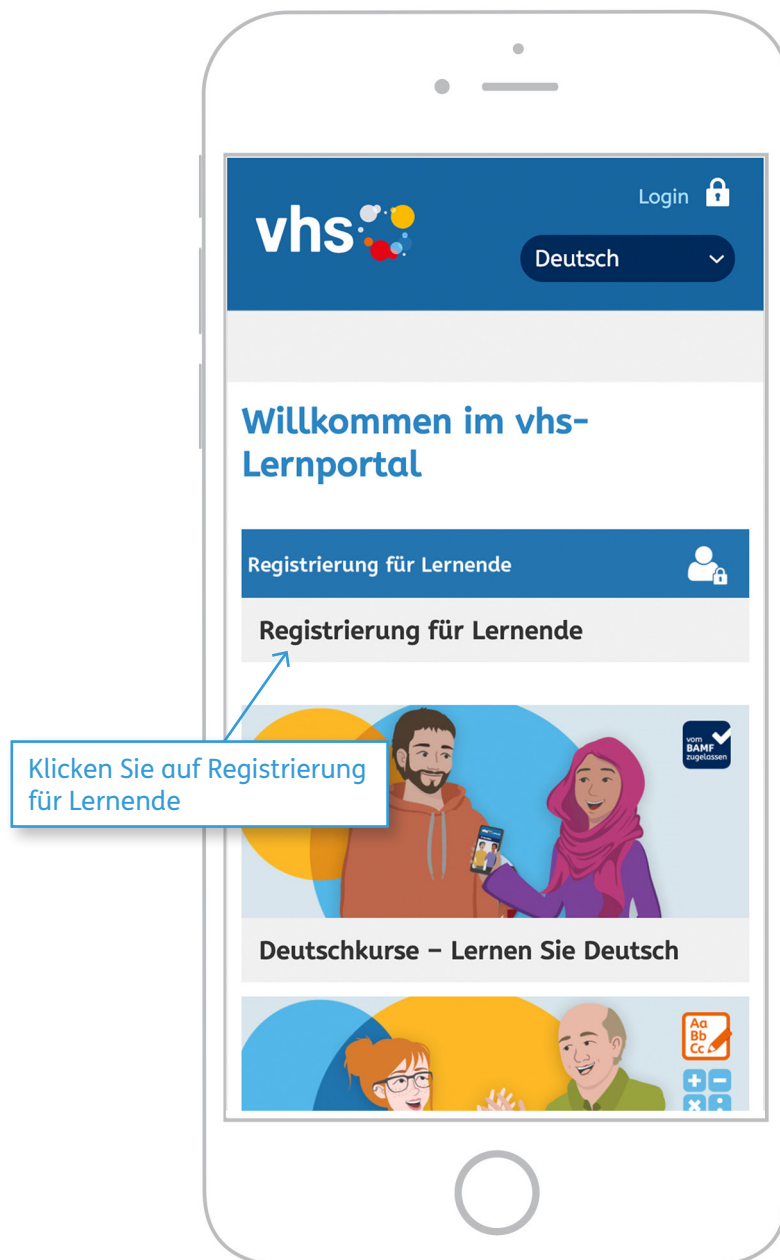 Login
vhs
Deutsch
Willkommen im vhs-
Lernportal
Registrierung für Lernende
Registrierung für Lernende
Klicken Sie auf Registrierung
für Lernende
vom
BAMF
zugelassen
Deutschkurse – Lernen Sie Deutsch
Aa
Bb
Cc
+ −
× :